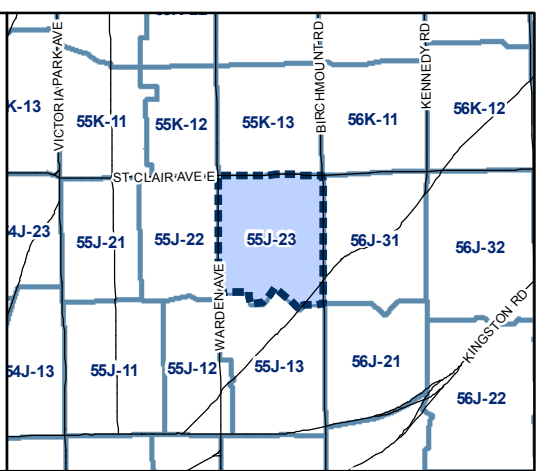 VICTORIA PARK AVE
BIRCHMOUNT RD
KENNEDY RD
K-13
55K-11
55K-12
55K-13
56K-11
56K-12
ST CLAIR AVE E
4J-23
55J-21
55J-22
55J-23
56J-31
56J-32
WARDEN AVE
KINGSTON RD
54J-13
55J-11
55J-12
55J-13
56J-21
56J-22